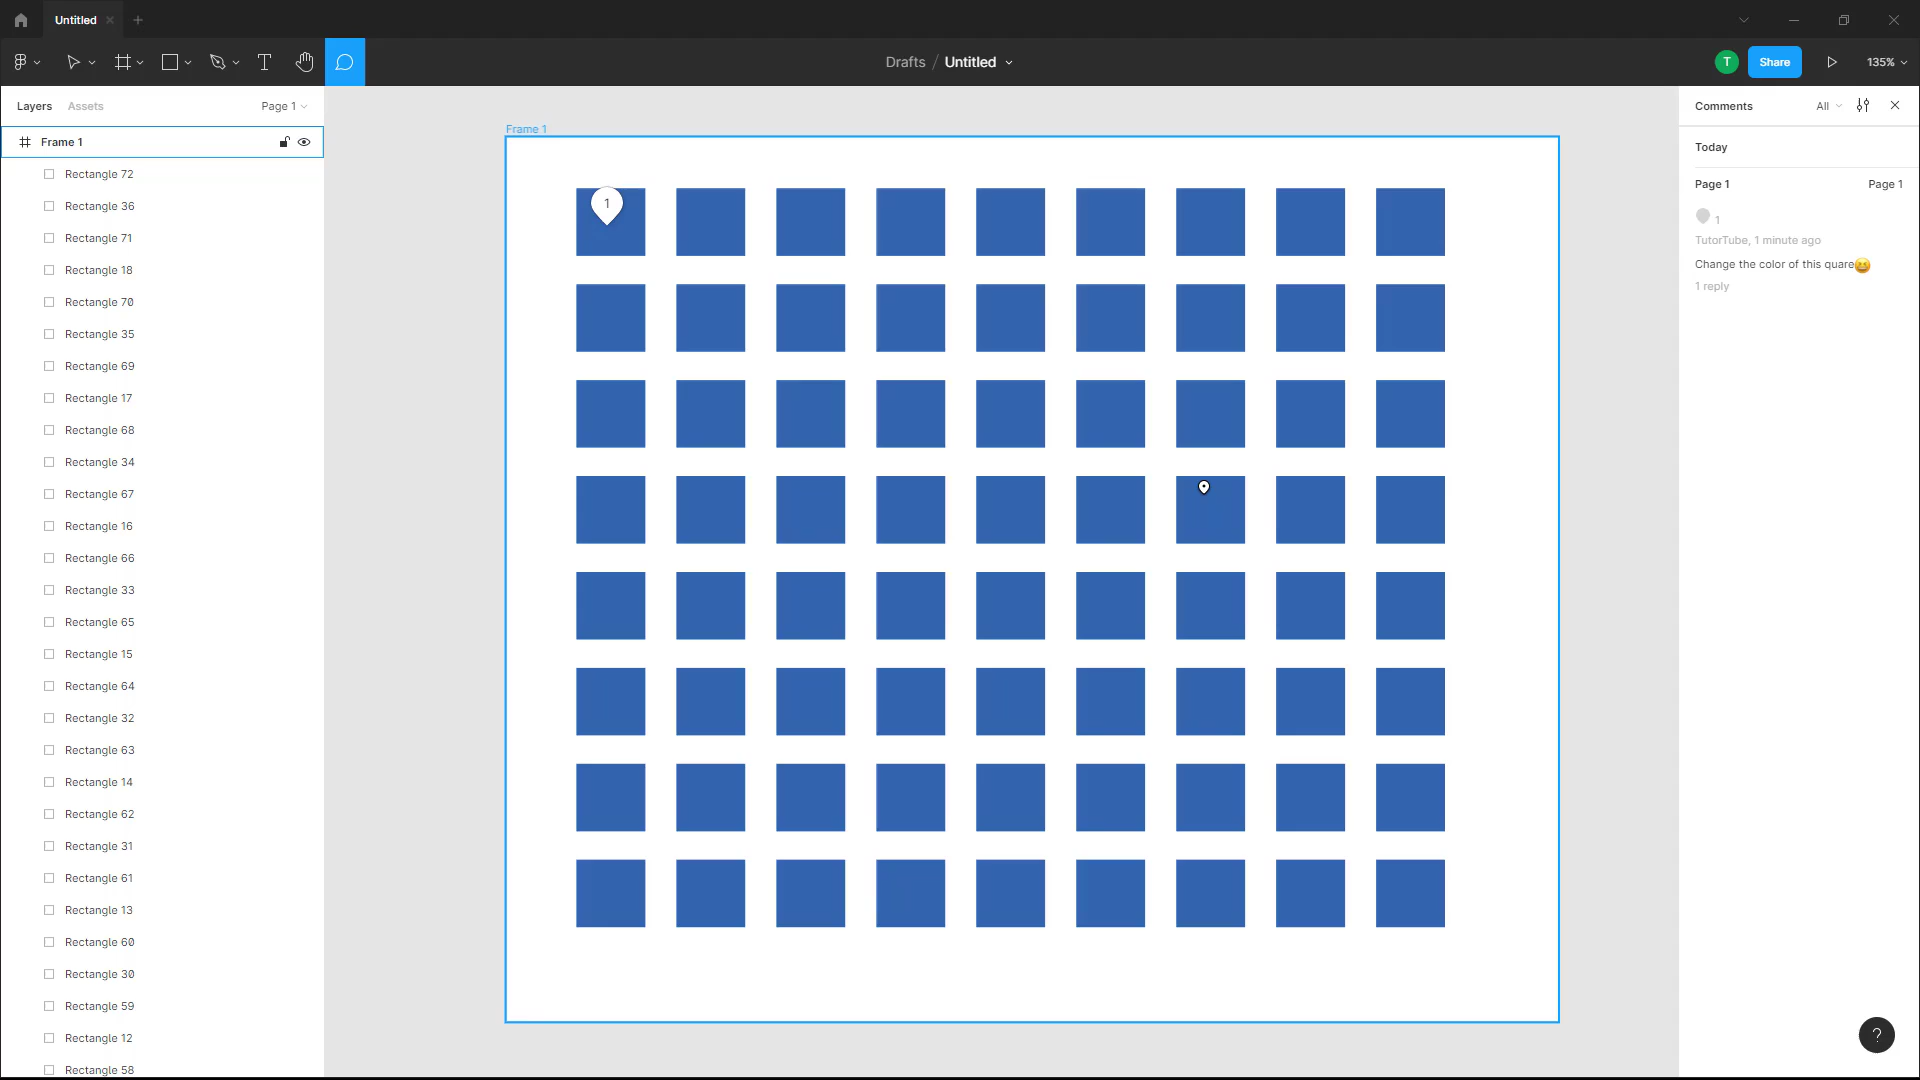 Untitled
Drafts / Untitled
T
Share
135%
Layers
Assets
Page 1
Frame 1
Rectangle 72
Rectangle 36
Rectangle 71
Rectangle 18
Rectangle 70
Rectangle 35
Rectangle 69
Rectangle 17
Rectangle 68
Rectangle 34
Rectangle 67
Rectangle 16
Rectangle 66
Rectangle 33
Rectangle 65
Rectangle 15
Rectangle 64
Rectangle 32
Rectangle 63
Rectangle 14
Rectangle 62
Rectangle 31
Rectangle 61
Rectangle 13
Rectangle 60
Rectangle 30
Rectangle 59
Rectangle 12
Rectangle 58
Frame 1
1
Comments
All
Today
Page 1
Page 1
1
TutorTube, 1 minute ago
Change the color of this quare😆
1 reply
?